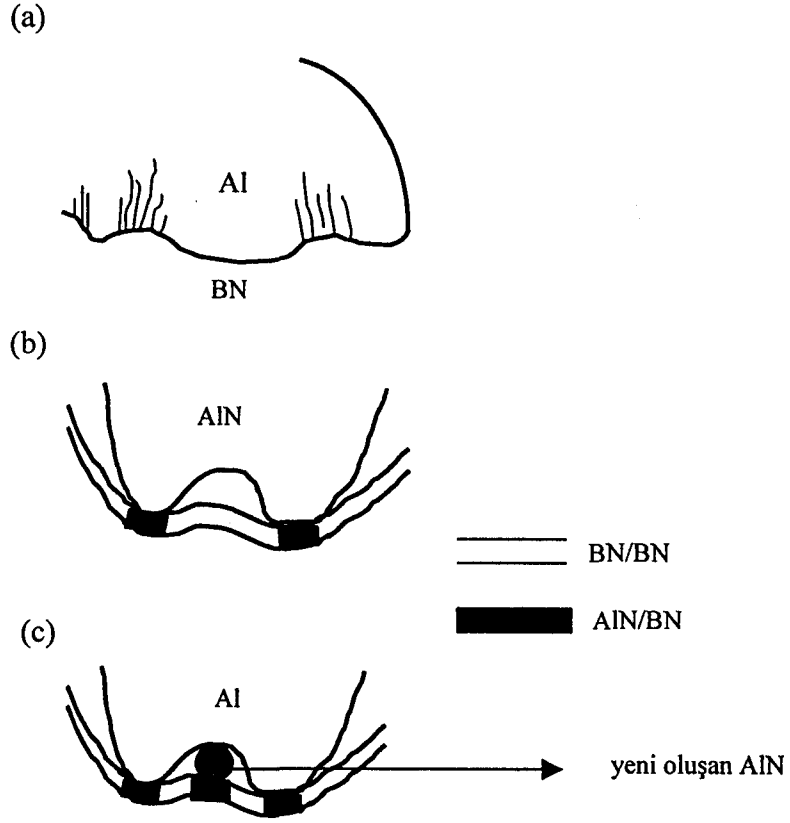 (a)
Al
BN
(b)
AlN
BN/BN
AlN/BN
(c)
Al
yeni oluşan AlN